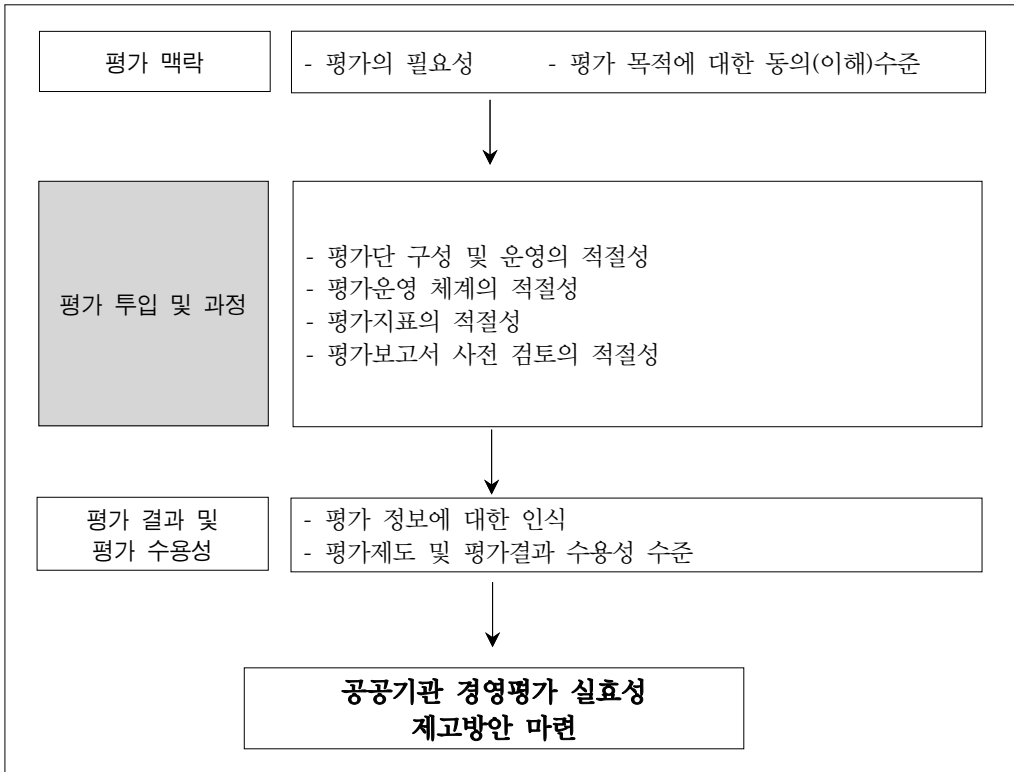 평가 맥락
- 평가의 필요성 - 평가 목적에 대한 동의(이해)수준
평가 투입 및 과정
- 평가단 구성 및 운영의 적절성
- 평가운영 체계의 적절성
- 평가지표의 적절성
- 평가보고서 사전 검토의 적절성
평가 결과 및
평가 수용성
- 평가 정보에 대한 인식
- 평가제도 및 평가결과 수용성 수준
공공기관 경영평가 실효성
제고방안 마련